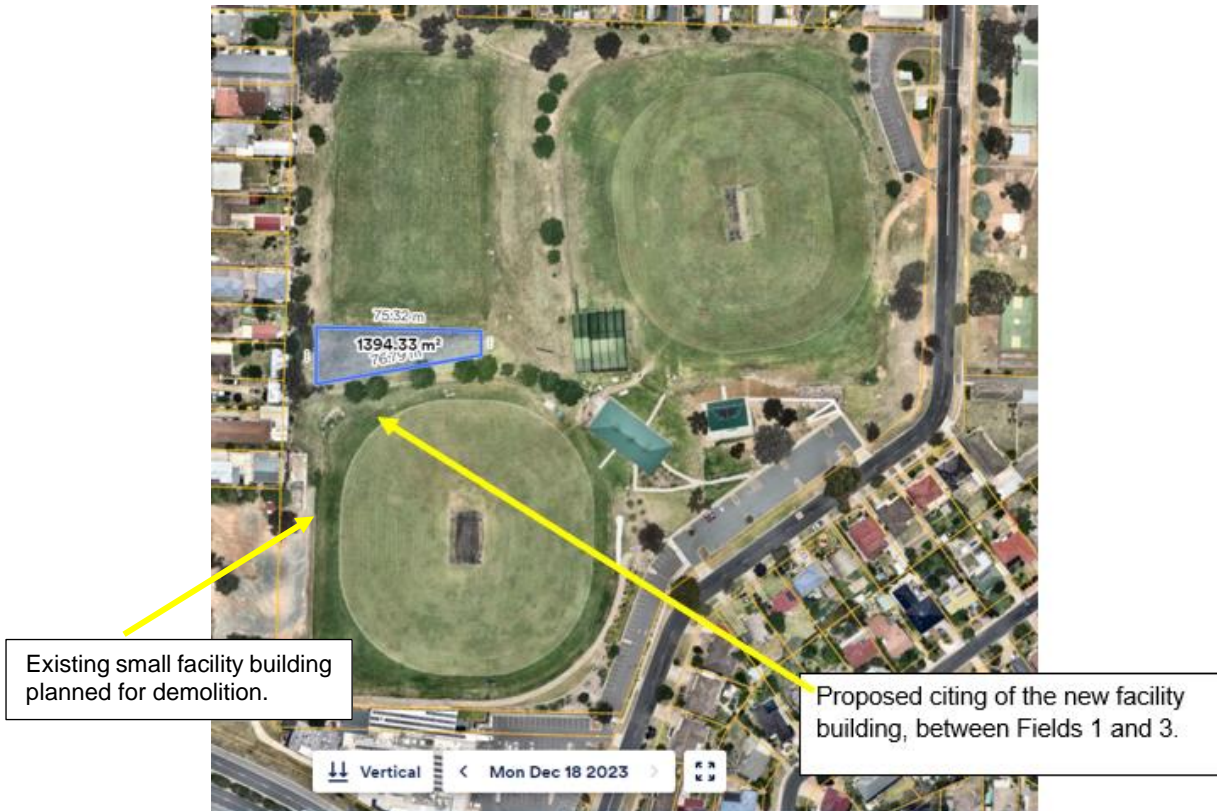 75.32 m
1394.33 m²
76.79 m
Existing small facility building
planned for demolition.
Proposed citing of the new facility
building, between Fields 1 and 3.
Vertical
Mon Dec 18 2023